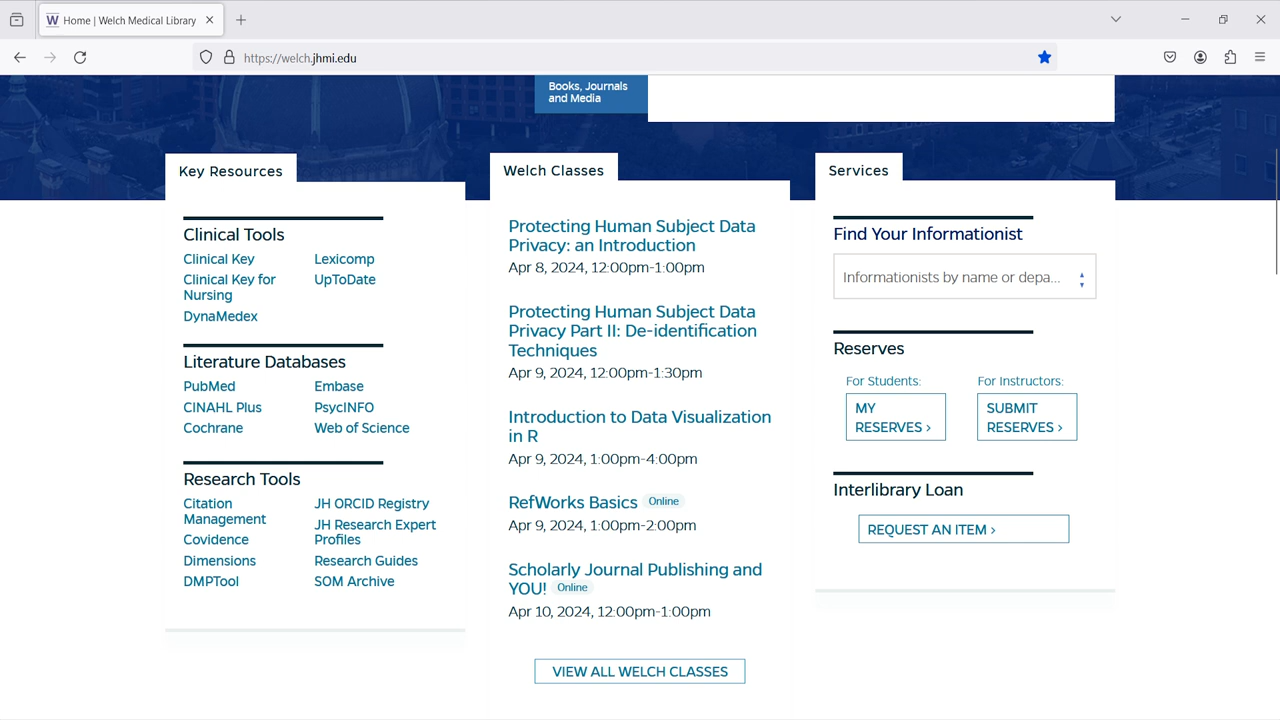 Home | Welch Medical Library
https://welch.jhmi.edu
Books, Journals
and Media
Key Resources
Clinical Tools
Clinical Key
Lexicomp
Clinical Key for
Nursing
UpToDate
DynaMedex
Literature Databases
PubMed
Embase
CINAHL Plus
PsycINFO
Cochrane
Web of Science
Research Tools
Citation
Management
JH ORCID Registry
Covidence
JH Research Expert
Profiles
Dimensions
Research Guides
DMPTool
SOM Archive
Welch Classes
Protecting Human Subject Data
Privacy: an Introduction
Apr 8, 2024, 12:00pm-1:00pm
Protecting Human Subject Data
Privacy Part II: De-identification
Techniques
Apr 9, 2024, 12:00pm-1:30pm
Introduction to Data Visualization
in R
Apr 9, 2024, 1:00pm-4:00pm
RefWorks Basics Online
Apr 9, 2024, 1:00pm-2:00pm
Scholarly Journal Publishing and
YOU! Online
Apr 10, 2024, 12:00pm-1:00pm
VIEW ALL WELCH CLASSES
Services
Find Your Informationist
Informationists by name or depa...
Reserves
For Students:
MY
RESERVES ›
For Instructors:
SUBMIT
RESERVES ›
Interlibrary Loan
REQUEST AN ITEM ›